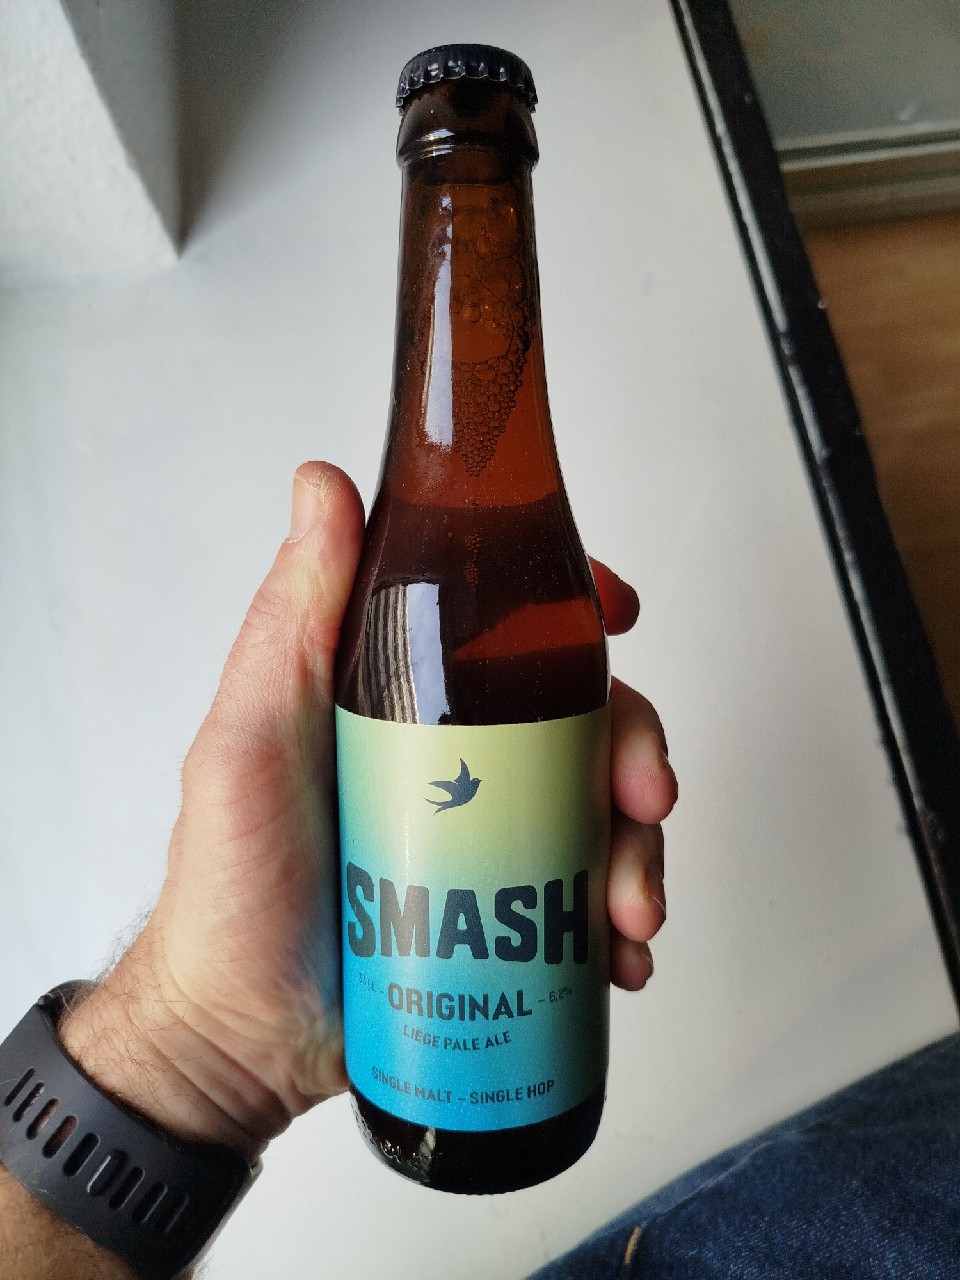 SMASH
ORIGINAL - 6,2%
LIÈGE PALE ALE
SINGLE MALT - SINGLE HOP